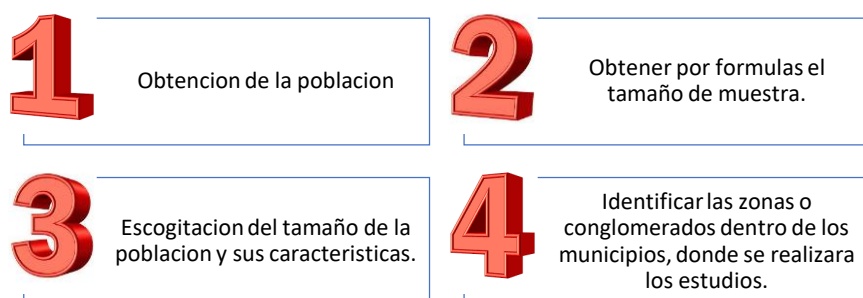 1
Obtencion de la poblacion
2
Obtener por formulas el
tamaño de muestra.
3
Escogitacion del tamaño de la
poblacion y sus caracteristicas.
4
Identificar las zonas o
conglomerados dentro de los
municipios, donde se realizara
los estudios.